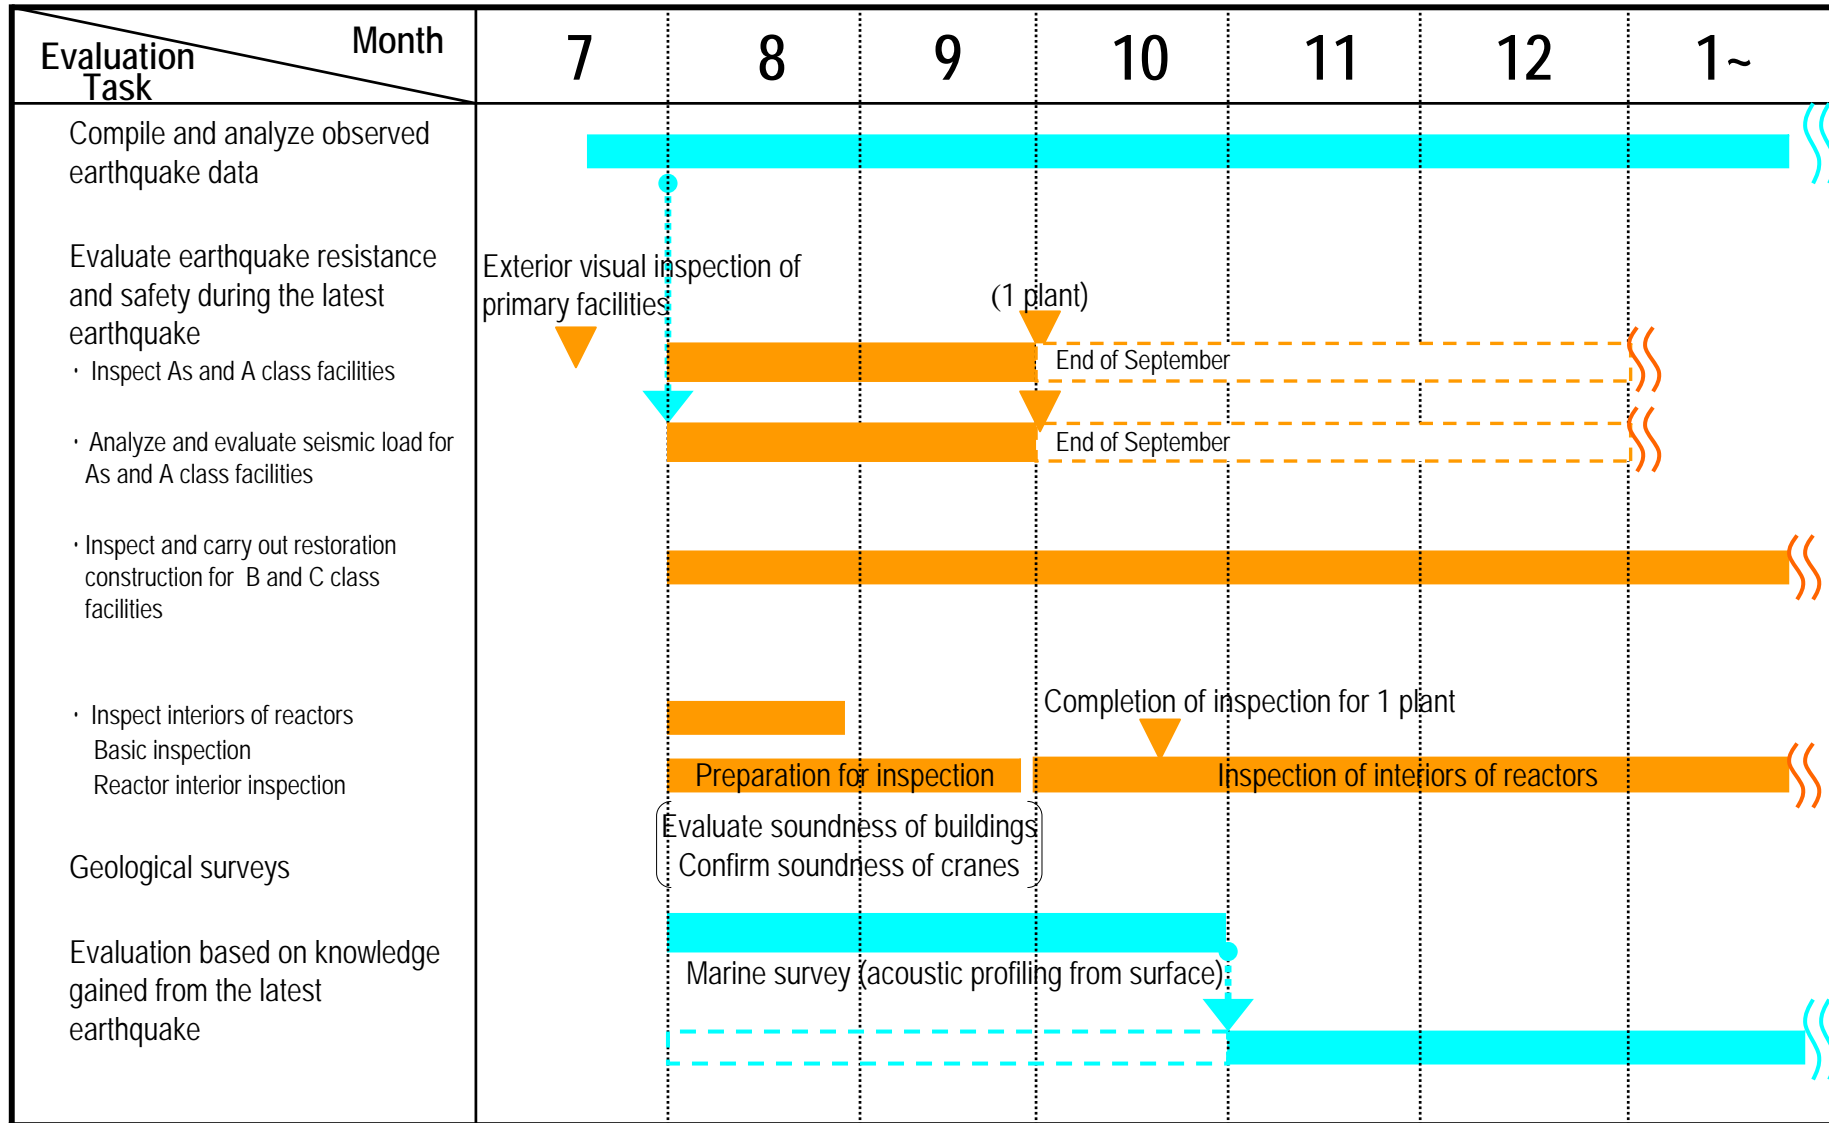 Month
Evaluation
Task
7 8 9 10 11 12 1~
Compile and analyze observed
earthquake data
Evaluate earthquake resistance
and safety during the latest
earthquake
Exterior visual inspection of
primary facilities
(1 plant)
· Inspect As and A class facilities
End of September
· Analyze and evaluate seismic load for
As and A class facilities
End of September
· Inspect and carry out restoration
construction for B and C class
facilities
· Inspect interiors of reactors
Basic inspection
Reactor interior inspection
Completion of inspection for 1 plant
Preparation for inspection
Inspection of interiors of reactors
Evaluate soundness of buildings
Confirm soundness of cranes
Geological surveys
Marine survey (acoustic profiling from surface)
Evaluation based on knowledge
gained from the latest
earthquake